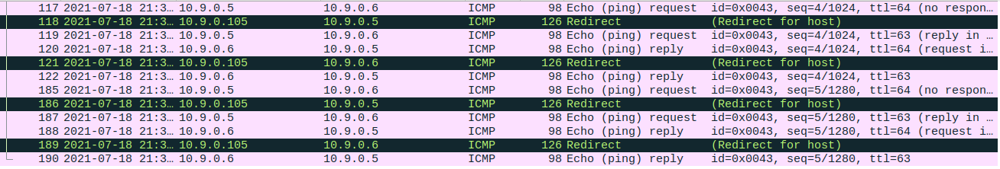 117 2021-07-18 21:3… 10.9.0.5 10.9.0.6 ICMP 98 Echo (ping) request id=0x0043, seq=4/1024, ttl=64 (no respon…
118 2021-07-18 21:3… 10.9.0.105 10.9.0.5 ICMP 126 Redirect (Redirect for host)
119 2021-07-18 21:3… 10.9.0.5 10.9.0.6 ICMP 98 Echo (ping) request id=0x0043, seq=4/1024, ttl=63 (reply in …
120 2021-07-18 21:3… 10.9.0.6 10.9.0.5 ICMP 98 Echo (ping) reply id=0x0043, seq=4/1024, ttl=64 (request i…
121 2021-07-18 21:3… 10.9.0.105 10.9.0.6 ICMP 126 Redirect (Redirect for host)
122 2021-07-18 21:3… 10.9.0.6 10.9.0.5 ICMP 98 Echo (ping) reply id=0x0043, seq=4/1024, ttl=63
185 2021-07-18 21:3… 10.9.0.5 10.9.0.6 ICMP 98 Echo (ping) request id=0x0043, seq=5/1280, ttl=64 (no respon…
186 2021-07-18 21:3… 10.9.0.105 10.9.0.5 ICMP 126 Redirect (Redirect for host)
187 2021-07-18 21:3… 10.9.0.5 10.9.0.6 ICMP 98 Echo (ping) request id=0x0043, seq=5/1280, ttl=63 (reply in …
188 2021-07-18 21:3… 10.9.0.6 10.9.0.5 ICMP 98 Echo (ping) reply id=0x0043, seq=5/1280, ttl=64 (request i…
189 2021-07-18 21:3… 10.9.0.105 10.9.0.6 ICMP 126 Redirect (Redirect for host)
190 2021-07-18 21:3… 10.9.0.6 10.9.0.5 ICMP 98 Echo (ping) reply id=0x0043, seq=5/1280, ttl=63